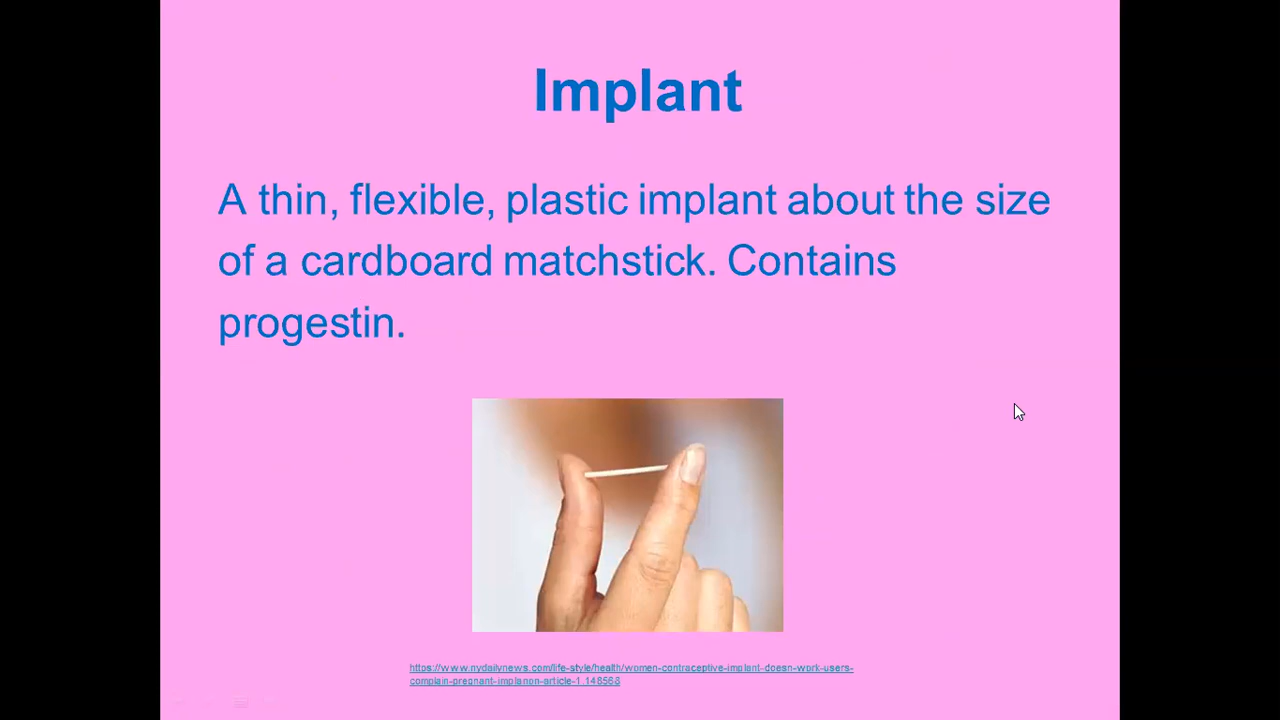 Implant
A thin, flexible, plastic implant about the size
of a cardboard matchstick. Contains
progestin.
https://www.nydailynews.com/life-style/health/women-contraceptive-implant-doesn-work-users-
complain-pregnant-implanon-article-1.148568